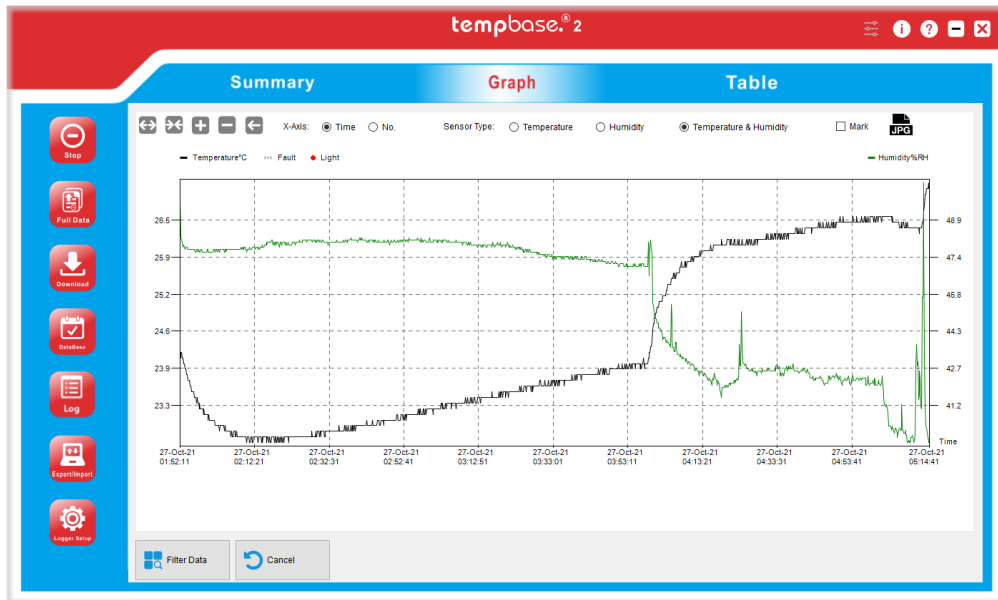 tempbase.® 2
Summary
Graph
Table
Stop
Full Data
Download
DataBase
Log
Export/Import
Logger Setup
X-Axis: Time No. Sensor Type: Temperature Humidity Temperature & Humidity Mark JPG
Temperature°C Fault Light Humidity%RH
26.5 48.9
25.9 47.4
25.2 45.8
24.6 44.3
23.9 42.7
23.3 41.2
Time
27-Oct-21 27-Oct-21 27-Oct-21 27-Oct-21 27-Oct-21 27-Oct-21 27-Oct-21 27-Oct-21 27-Oct-21 27-Oct-21 27-Oct-21
01:52:11 02:12:21 02:32:31 02:52:41 03:12:51 03:33:01 03:53:11 04:13:21 04:33:31 04:53:41 05:14:41
Filter Data
Cancel